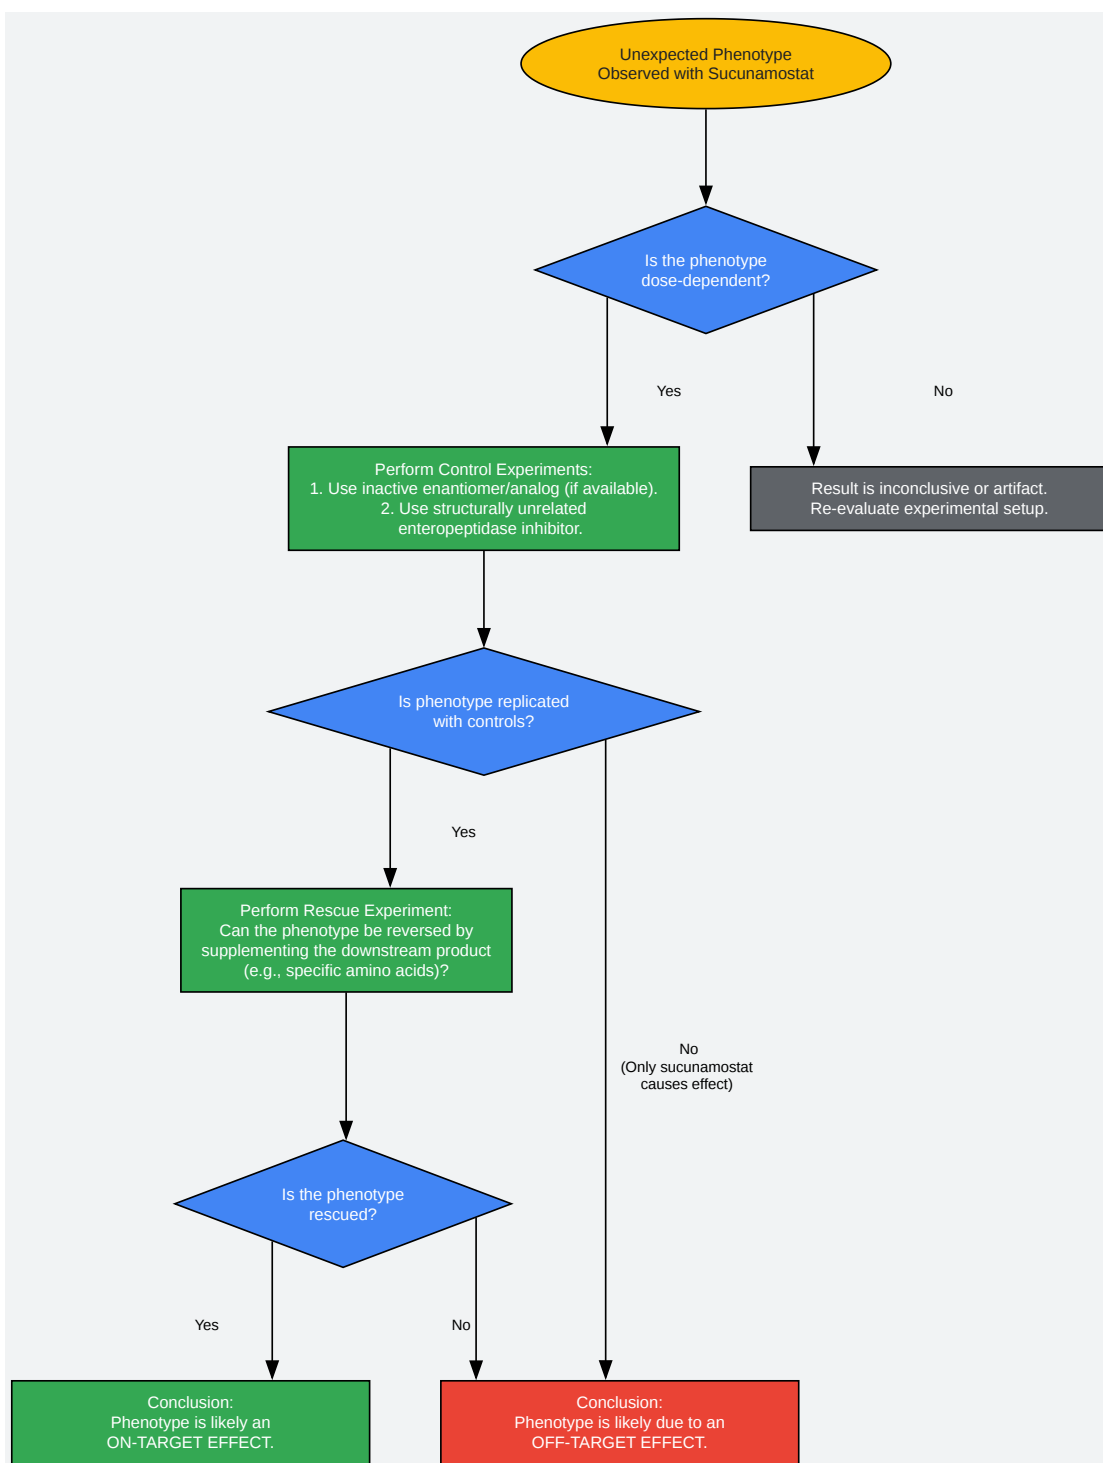 Unexpected Phenotype
Observed with Sucunamostat
Is the phenotype
dose-dependent?
Yes
No
Perform Control Experiments:
1. Use inactive enantiomer/analog (if available).
2. Use structurally unrelated
enteropeptidase inhibitor.
Result is inconclusive or artifact.
Re-evaluate experimental setup.
Is phenotype replicated
with controls?
Yes
Perform Rescue Experiment:
Can the phenotype be reversed by
supplementing the downstream product
(e.g., specific amino acids)?
No
(Only sucunamostat
causes effect)
Is the phenotype
rescued?
Yes
No
Conclusion:
Phenotype is likely an
ON-TARGET EFFECT.
Conclusion:
Phenotype is likely due to an
OFF-TARGET EFFECT.